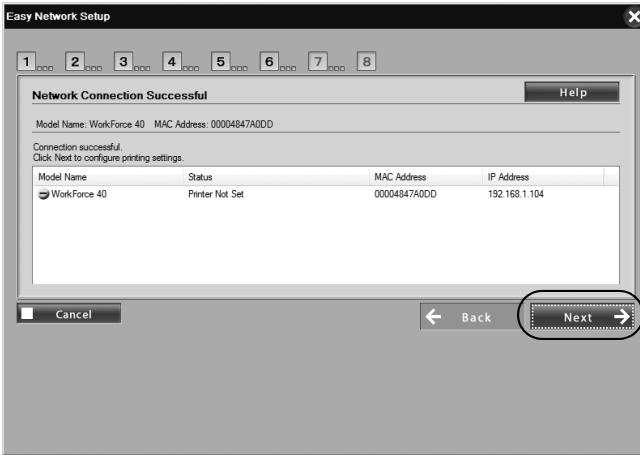 Easy Network Setup
1 2 3 4 5 6 7 8
Network Connection Successful
Help
Model Name: WorkForce 40 MAC Address: 00004847A0DD
Connection successful.
Click Next to configure printing settings.
Model Name Status MAC Address IP Address
WorkForce 40 Printer Not Set 00004847A0DD 192.168.1.104
Cancel Back Next